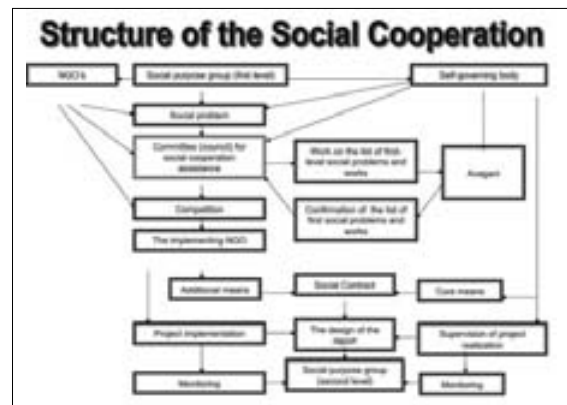 Structure of the Social Cooperation
NGO's
Social purpose group (first level)
Self-governing body
Social problem
Committee (council) for
social cooperation
assistance
Work on the list of first-
level social problems and
works
Avagani
Competition
Confirmation of the list of
first social problems and
works
The implementing NGO
Additional means
Social Contract
Core means
Project implementation
The design of the
Supervision of project
realization
Social purpose group
(second level)
Monitoring
Monitoring